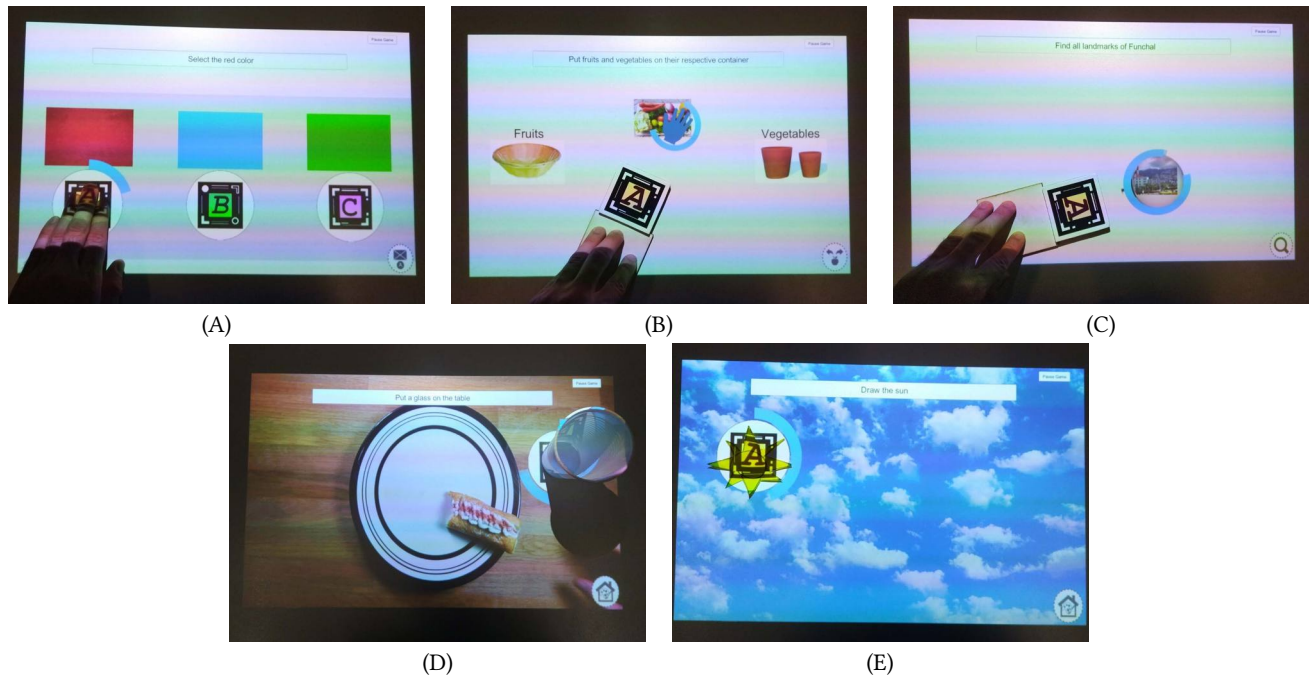 Pause Game
Select the red color
A
B
C
(A)
Pause Game
Put fruits and vegetables on their respective container
Fruits
Vegetables
A
(B)
Pause Game
Find all landmarks of Funchal
A
(C)
Pause Game
Put a glass on the table
(D)
Pause Game
Draw the sun
A
(E)